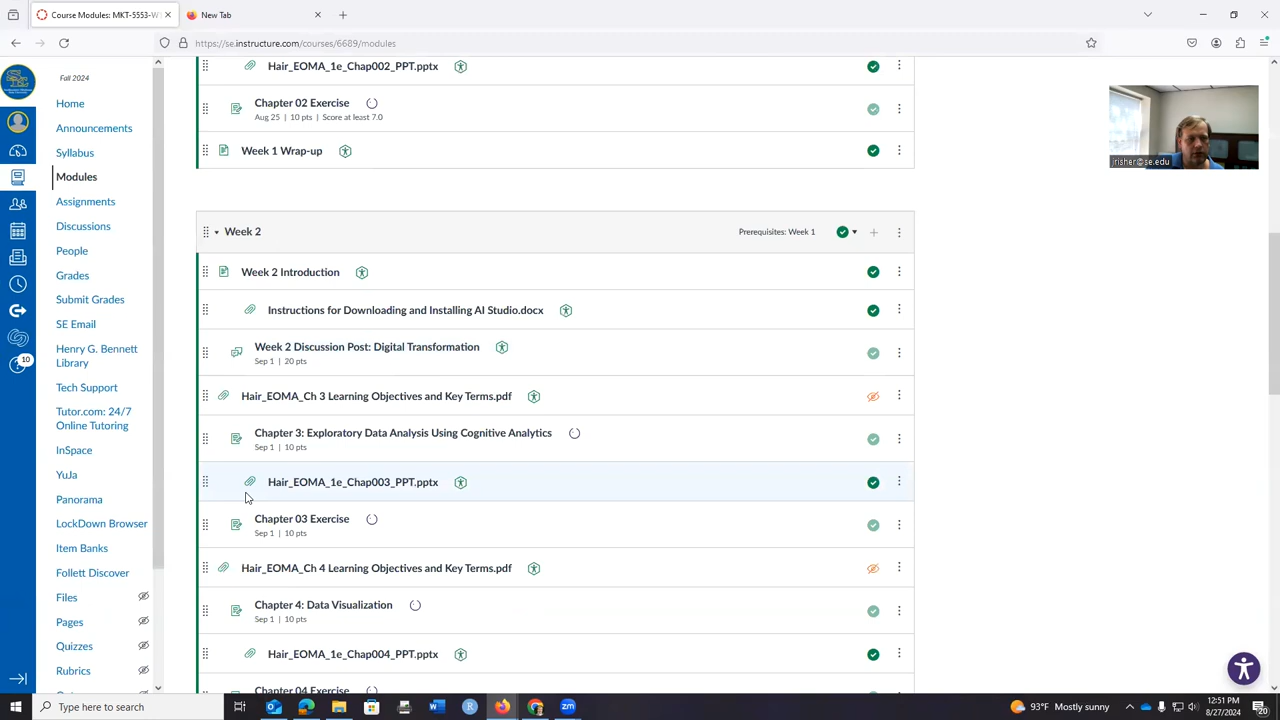 Course Modules: MKT-5553-W
New Tab
https://se.instructure.com/courses/6689/modules
Fall 2024
Home
Announcements
Syllabus
Modules
Assignments
Discussions
People
Grades
Submit Grades
SE Email
Henry G. Bennett
Library
Tech Support
Tutor.com: 24/7
Online Tutoring
InSpace
YuJa
Panorama
LockDown Browser
Item Banks
Follett Discover
Files
Pages
Quizzes
Rubrics
10
Hair_EOMA_1e_Chap002_PPT.pptx
Chapter 02 Exercise
Aug 25 | 10 pts | Score at least 7.0
Week 1 Wrap-up
Week 2
Prerequisites: Week 1
Week 2 Introduction
Instructions for Downloading and Installing AI Studio.docx
Week 2 Discussion Post: Digital Transformation
Sep 1 | 20 pts
Hair_EOMA_Ch 3 Learning Objectives and Key Terms.pdf
Chapter 3: Exploratory Data Analysis Using Cognitive Analytics
Sep 1 | 10 pts
Hair_EOMA_1e_Chap003_PPT.pptx
Chapter 03 Exercise
Sep 1 | 10 pts
Hair_EOMA_Ch 4 Learning Objectives and Key Terms.pdf
Chapter 4: Data Visualization
Sep 1 | 10 pts
Hair_EOMA_1e_Chap004_PPT.pptx
Chapter 04 Exercise
jrisher@se.edu
Type here to search
93°F Mostly sunny
12:51 PM
8/27/2024
20